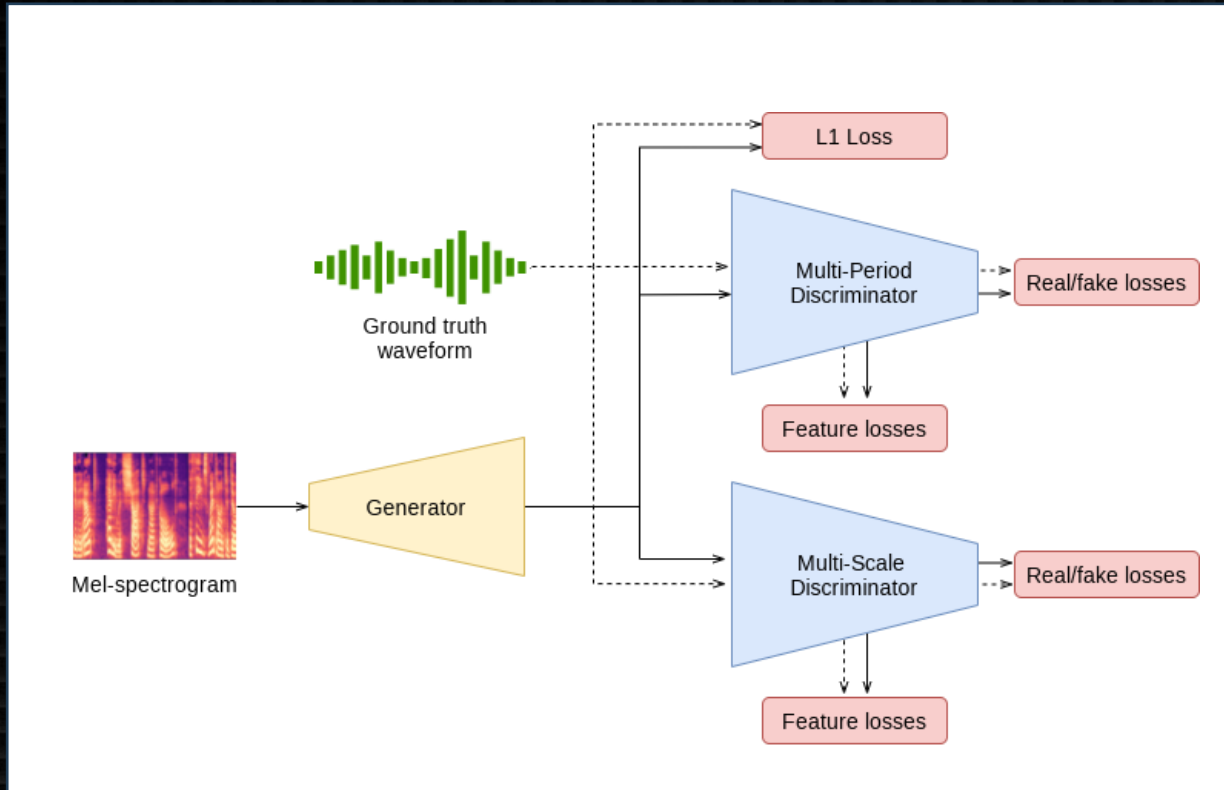 L1 Loss
Multi-Period
Discriminator
Real/fake losses
Ground truth
waveform
Feature losses
Generator
Mel-spectrogram
Multi-Scale
Discriminator
Real/fake losses
Feature losses